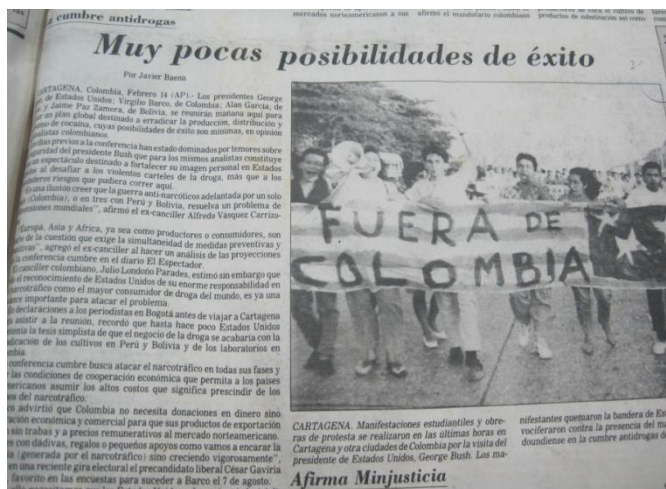 cumbre antidrogas
mercados norteamericanos a sus
afirmó el mandatario colombiano
productos de substitución así como
Muy pocas posibilidades de éxito
Por Javier Baena
CARTAGENA, Colombia, Febrero 14 (AP).- Los presidentes George
de Estados Unidos; Virgilio Barco, de Colombia; Alan García, de
y Jaime Paz Zamora, de Bolivia, se reunirán mañana aquí para
un plan global destinado a erradicar la producción, distribución y
de cocaína, cuyas posibilidades de éxito son mínimas, en opinión
analistas colombianos.
días previos a la conferencia han estado dominados por temores sobre
seguridad del presidente Bush que para los mismos analistas constituye
un espectáculo destinado a fortalecer su imagen personal en Estados
al desafiar a los violentos carteles de la droga, más que a los
verdaderos riesgos que pudiera correr aquí.
una ilusión creer que la guerra anti-narcóticos adelantada por un solo
(Colombia), o en tres con Perú y Bolivia, resuelva un problema de
dimensiones mundiales", afirmó el ex-canciller Alfredo Vásquez Carrizo-
Europa, Asia y Africa, ya sea como productores o consumidores, son
de la cuestión que exige la simultaneidad de medidas preventivas y
agregó el ex-canciller al hacer un análisis de las proyecciones
conferencia cumbre en el diario El Espectador.
canciller colombiano, Julio Londoño Parades, estimó sin embargo que
el reconocimiento de Estados Unidos de su enorme responsabilidad en
narcotráfico como el mayor consumidor de droga del mundo, es ya una
importante para atacar el problema.
declaraciones a los periodistas en Bogotá antes de viajar a Cartagena
asistir a la reunión, recordó que hasta hace poco Estados Unidos
la tesis simplista de que el negocio de la droga se acabaría con la
de los cultivos en Perú y Bolivia y de los laboratorios en
conferencia cumbre busca atacar el narcotráfico en todas sus fases y
las condiciones de cooperación económica que permita a los países
americanos asumir los altos costos que significa prescindir de los
del narcotráfico.
advirtió que Colombia no necesita donaciones en dinero sino
económica y comercial para que sus productos de exportación
sin trabas y a precios remunerativos al mercado norteamericano.
con dádivas, regalos o pequeños apoyos como vamos a encarar la
(generada por el narcotráfico) sino creciendo vigorosamente",
en una reciente gira electoral el precandidato liberal César Gaviria
favorito en las encuestas para suceder a Barco el 7 de agosto.
FUERA DE
COLOMBIA
CARTAGENA. Manifestaciones estudiantiles y obre-
ras de protesta se realizaron en las últimas horas en
Cartagena y otra ciudades de Colombia por la visita del
presidente de Estados Unidos, George Bush. Los ma-
nifestantes quemaron la bandera de
vociferaron contra la presencia del
doundiense en la cumbre antidrogas
Afirma Minjusticia